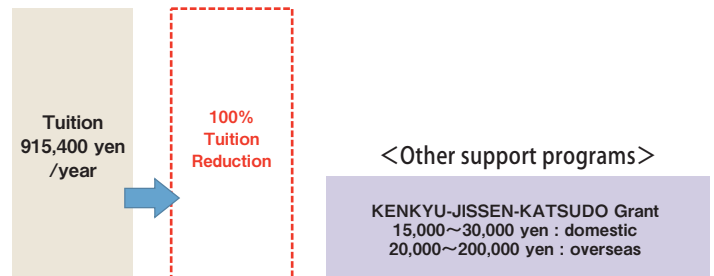 Tuition
915,400 yen
/year
100%
Tuition
Reduction
＜Other support programs＞
KENKYU-JISSEN-KATSUDO Grant
15,000～30,000 yen : domestic
20,000～200,000 yen : overseas